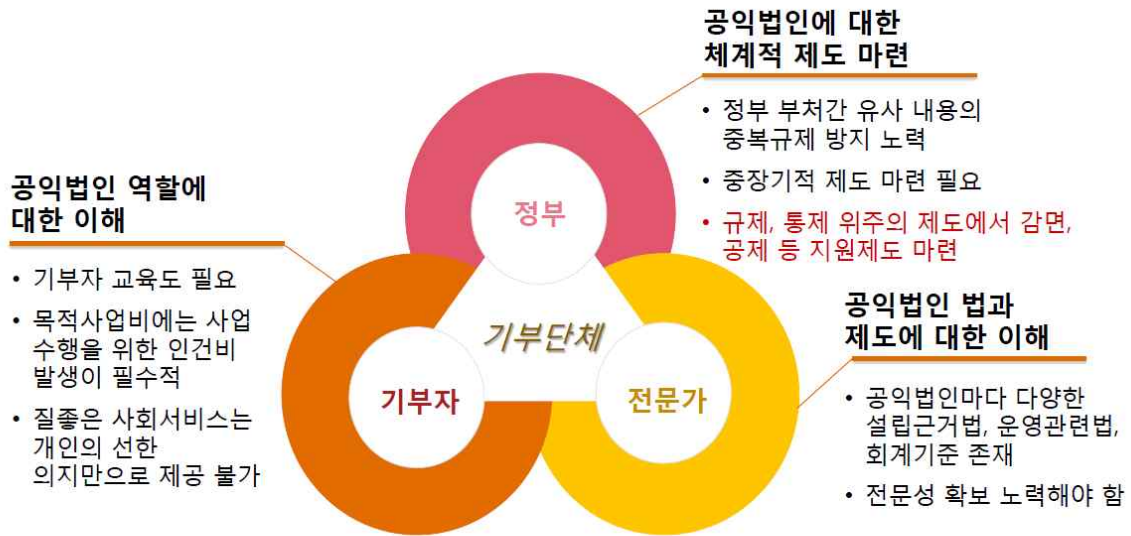 공익법인에 대한
체계적 제도 마련
• 정부 부처간 유사 내용의
중복규제 방지 노력
• 중장기적 제도 마련 필요
• 규제, 통제 위주의 제도에서 감면,
공제 등 지원제도 마련
공익법인 역할에
대한 이해
• 기부자 교육도 필요
• 목적사업비에는 사업
수행을 위한 인건비
발생이 필수적
• 질좋은 사회서비스는
개인의 선한
의지만으로 제공 불가
정부
기부단체
기부자
전문가
공익법인 법과
제도에 대한 이해
• 공익법인마다 다양한
설립근거법, 운영관련법,
회계기준 존재
• 전문성 확보 노력해야 함